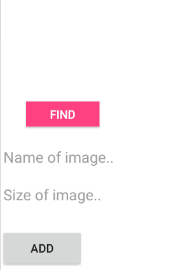 FIND
Name of image..
Size of image..
ADD